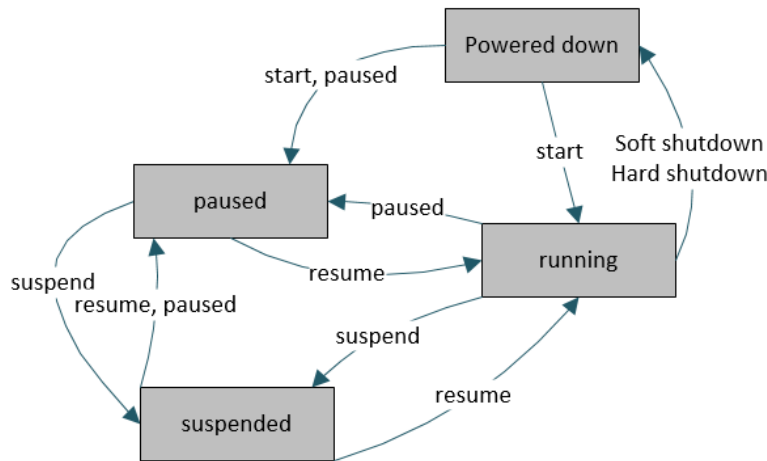 Powered down
start, paused
Soft shutdown
Hard shutdown
start
paused
paused
running
resume
suspend
resume, paused
suspend
resume
suspended